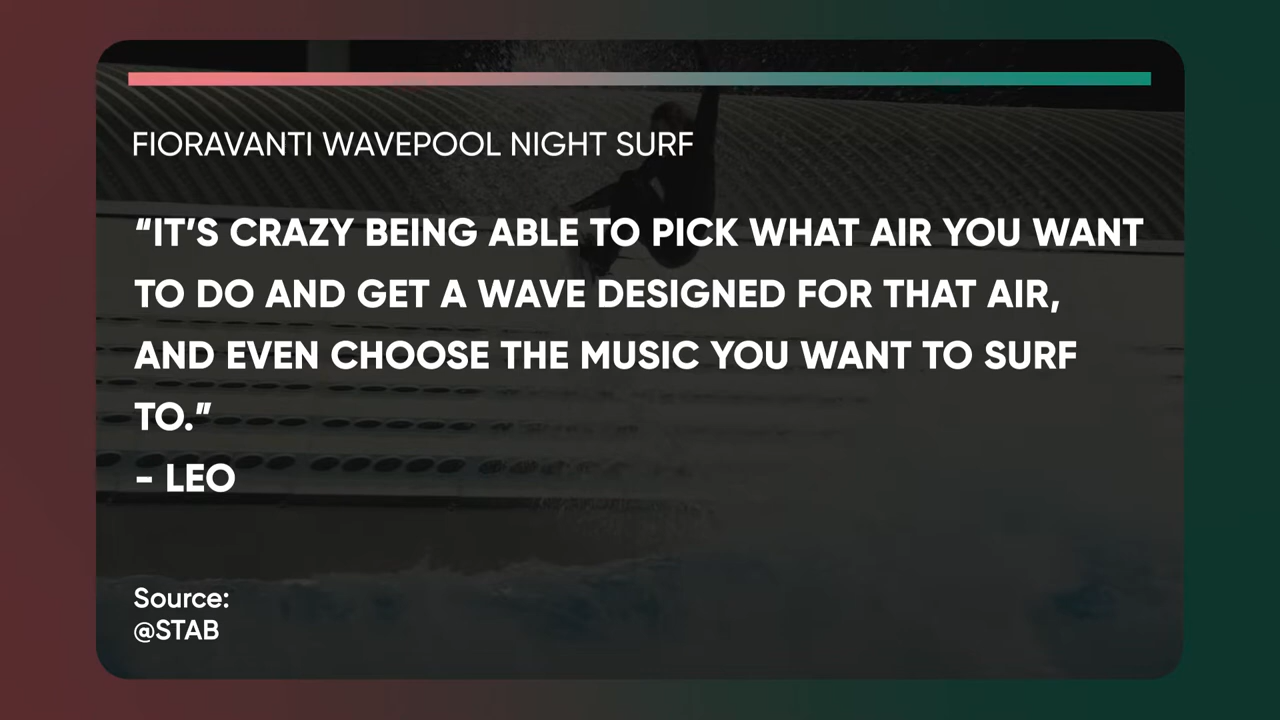 FIORAVANTI WAVEPOOL NIGHT SURF
“IT’S CRAZY BEING ABLE TO PICK WHAT AIR YOU WANT
TO DO AND GET A WAVE DESIGNED FOR THAT AIR,
AND EVEN CHOOSE THE MUSIC YOU WANT TO SURF
TO.”
- LEO
Source:
@STAB